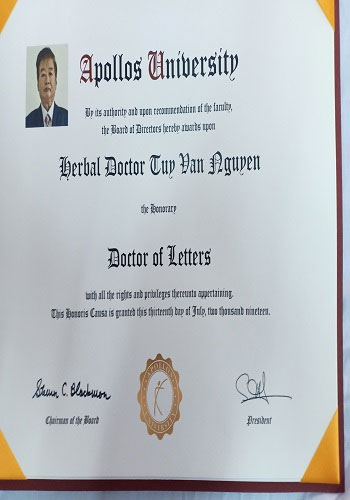 Apollos University
By its authority and upon recommendation of the faculty,
the Board of Directors hereby awards upon
Herbal Doctor Tuy Van Nguyen
the Honorary
Doctor of Letters
with all the rights and privileges thereunto appertaining.
This Honoris Causa is granted this thirteenth day of July, two thousand nineteen.
Chairman of the Board
President